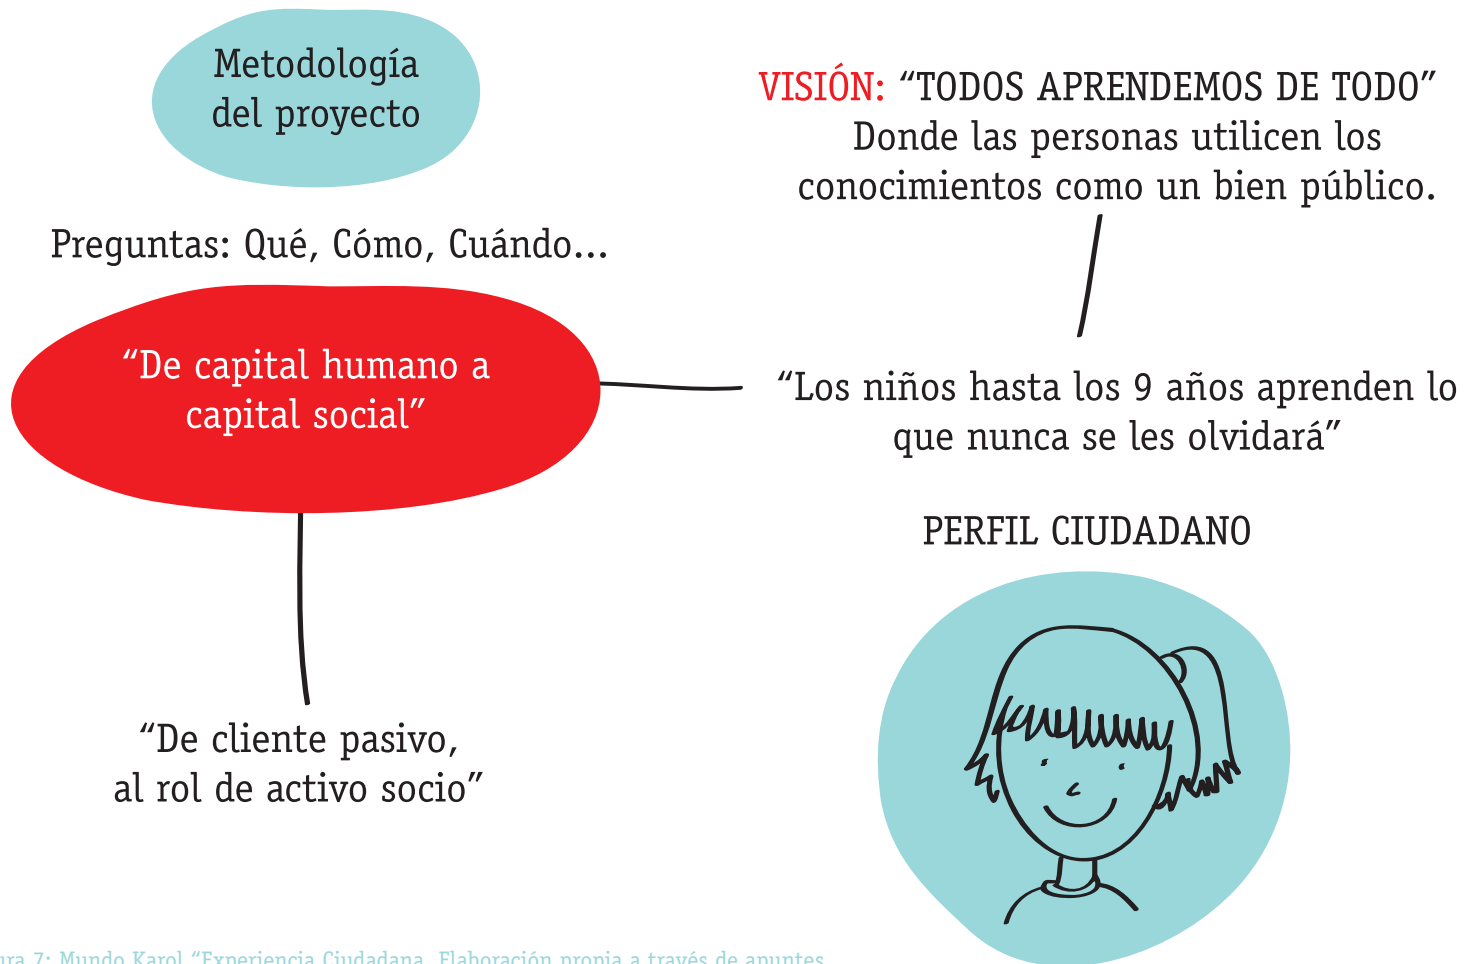 Metodología
del proyecto
Preguntas: Qué, Cómo, Cuándo...
“De capital humano a
capital social”
“De cliente pasivo,
al rol de activo socio”
VISIÓN: “TODOS APRENDEMOS DE TODO”
Donde las personas utilicen los
conocimientos como un bien público.
“Los niños hasta los 9 años aprenden lo
que nunca se les olvidará”
PERFIL CIUDADANO
7: Mundo Karol “Experiencia Ciudadana. Elaboración propia a través de apuntes